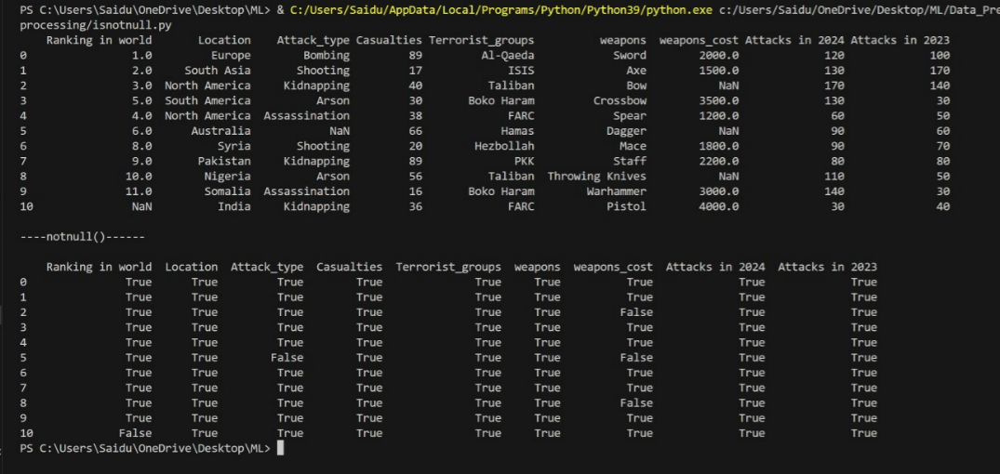 PS C:\Users\Saidu\OneDrive\Desktop\ML> & C:/Users/Saidu/AppData/Local/Programs/Python/Python39/python.exe c:/Users/Saidu/OneDrive/Desktop/ML/Data_Pre
processing/isnotnull.py
Ranking in world Location Attack_type Casualties Terrorist_groups weapons weapons_cost Attacks in 2024 Attacks in 2023
0 1.0 Europe Bombing 89 Al-Qaeda Sword 2000.0 120 100
1 2.0 South Asia Shooting 17 ISIS Axe 1500.0 130 170
2 3.0 North America Kidnapping 40 Taliban Bow NaN 170 140
3 5.0 South America Arson 30 Boko Haram Crossbow 3500.0 130 30
4 4.0 North America Assassination 38 FARC Spear 1200.0 60 50
5 6.0 Australia NaN 66 Hamas Dagger NaN 90 60
6 8.0 Syria Shooting 20 Hezbollah Mace 1800.0 90 70
7 9.0 Pakistan Kidnapping 89 PKK Staff 2200.0 80 80
8 10.0 Nigeria Arson 56 Taliban Throwing Knives NaN 110 50
9 11.0 Somalia Assassination 16 Boko Haram Warhammer 3000.0 140 30
10 NaN India Kidnapping 36 FARC Pistol 4000.0 30 40
----notnull()------
Ranking in world Location Attack_type Casualties Terrorist_groups weapons weapons_cost Attacks in 2024 Attacks in 2023
0 True True True True True True True True True
1 True True True True True True True True True
2 True True True True True True False True True
3 True True True True True True True True True
4 True True True True True True True True True
5 True True False True True True False True True
6 True True True True True True True True True
7 True True True True True True True True True
8 True True True True True True False True True
9 True True True True True True True True True
10 False True True True True True True True True
PS C:\Users\Saidu\OneDrive\Desktop\ML>